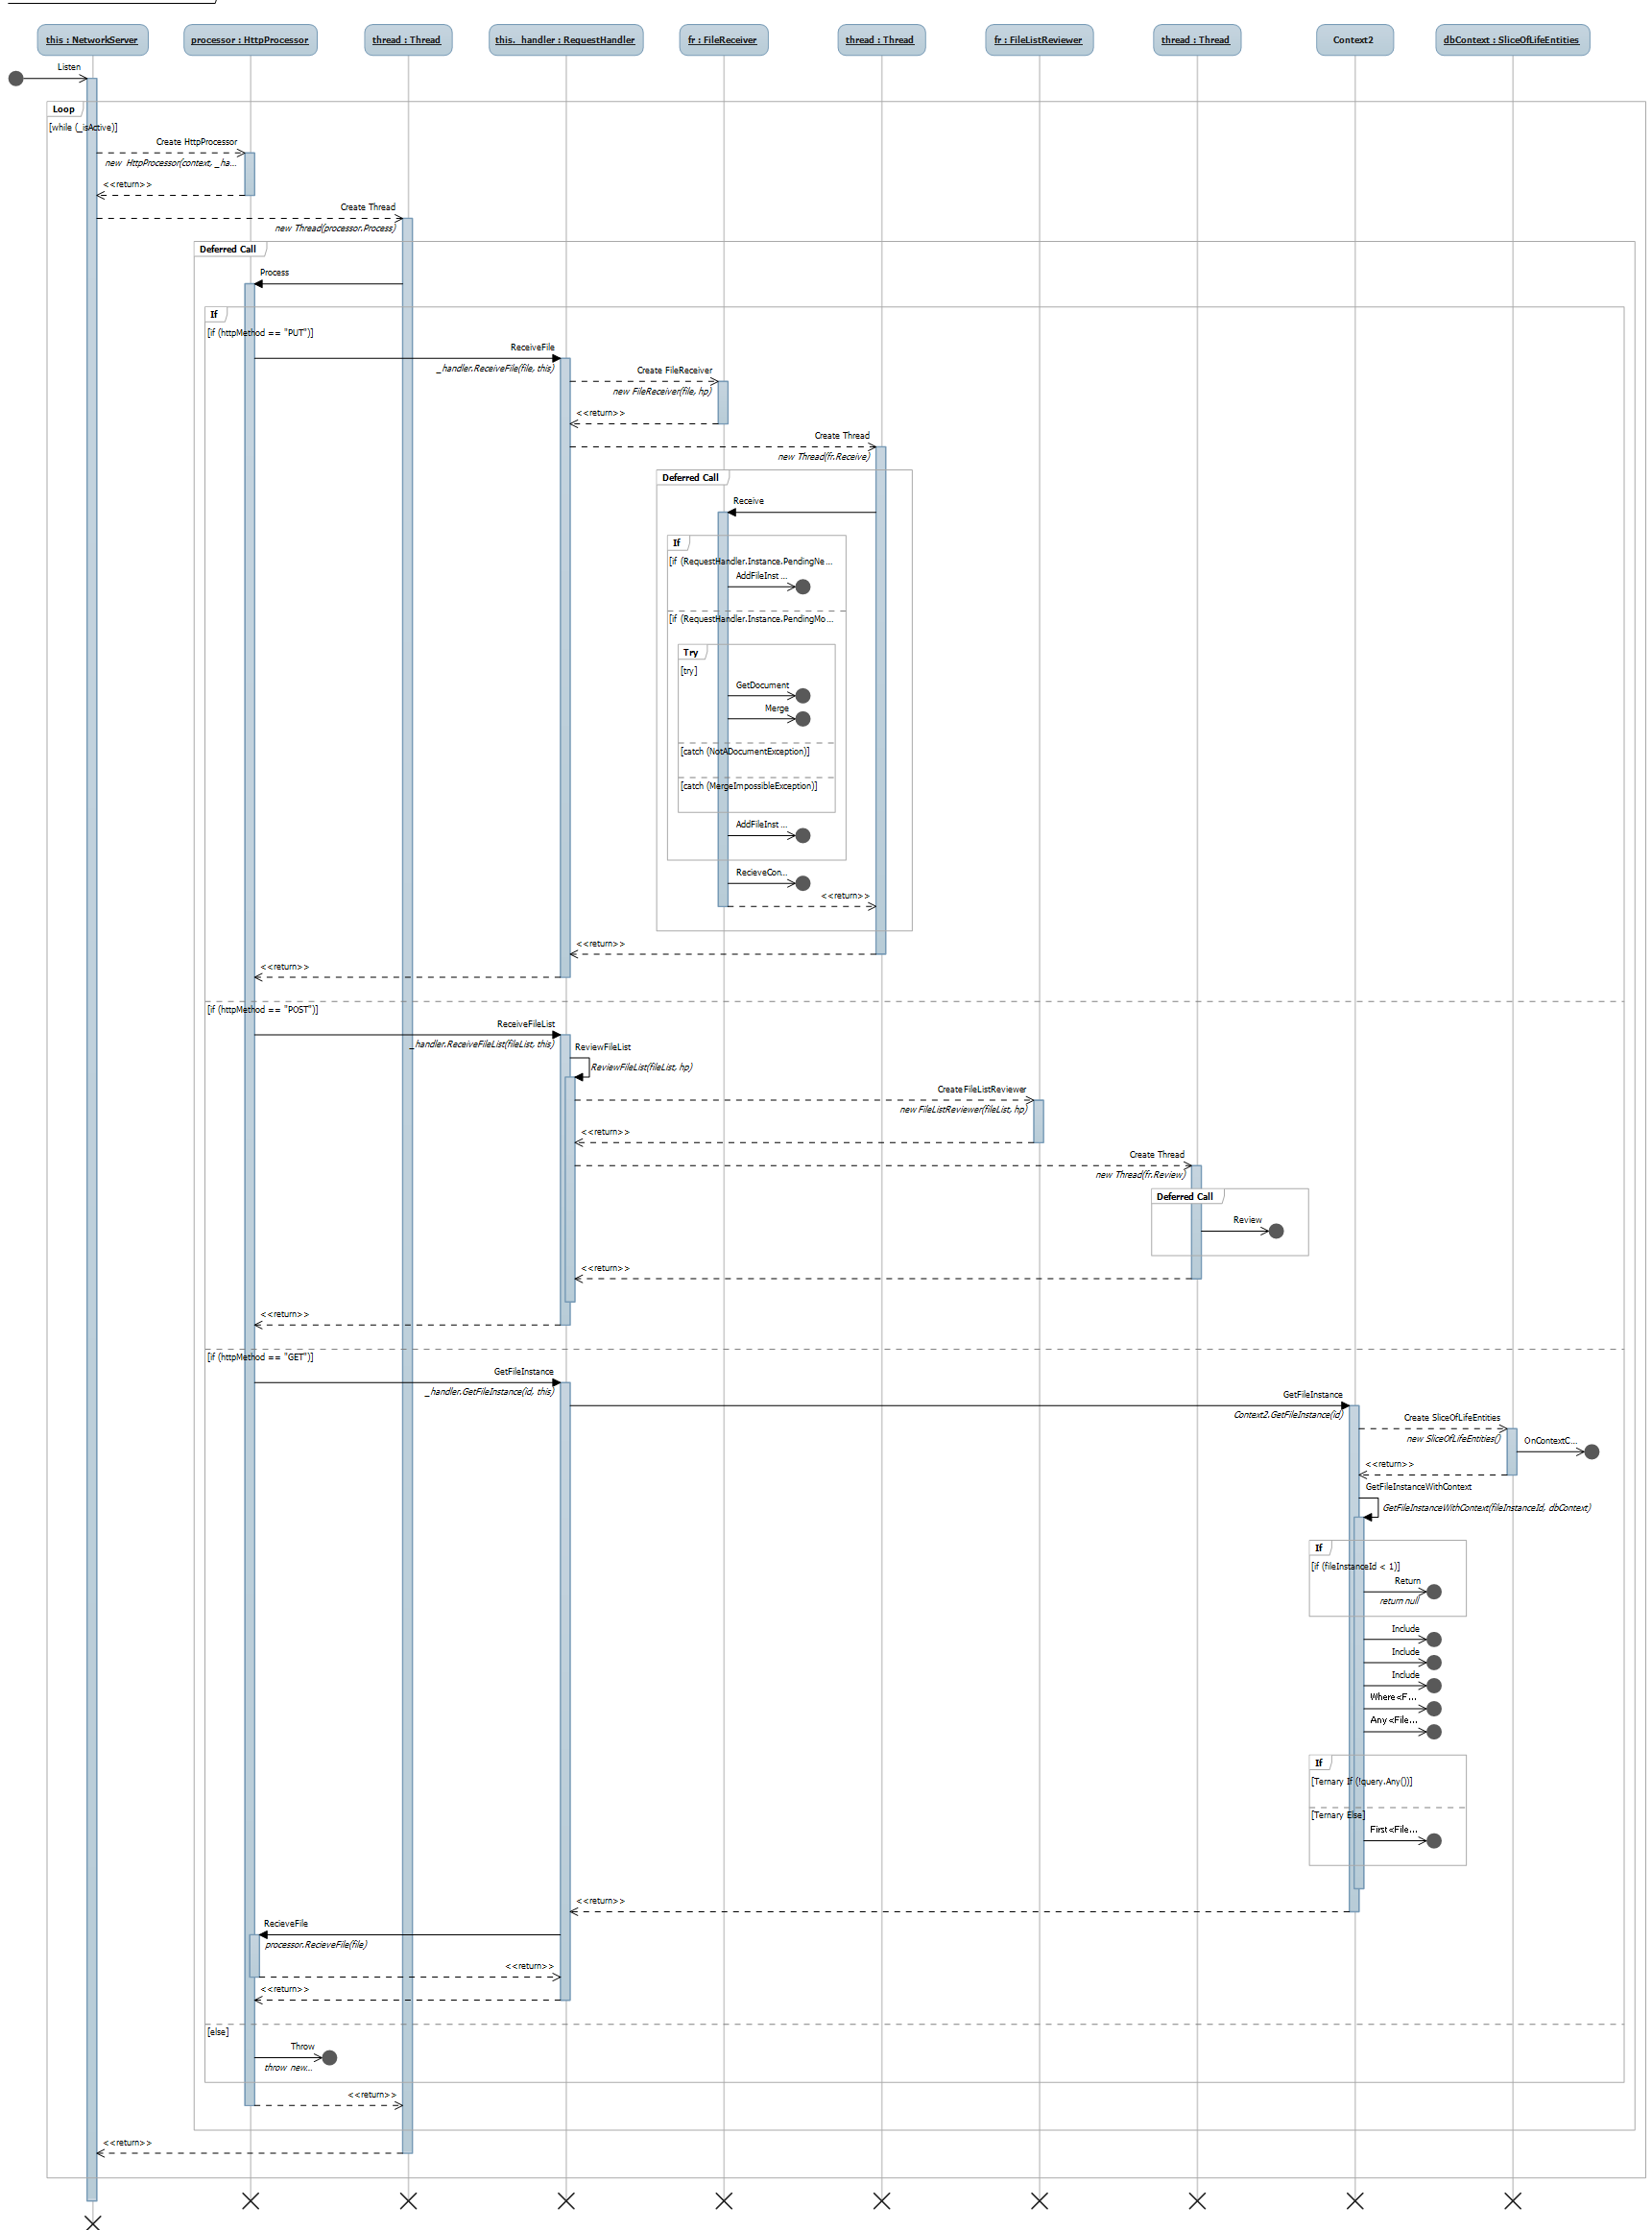 this : NetworkServer
processor : HttpProcessor
thread : Thread
this._handler : RequestHandler
fr : FileReceiver
thread : Thread
fr : FileListReviewer
thread : Thread
Context2
dbContext : SliceOfLifeEntities
Listen
Loop
[while (_isActive)]
Create HttpProcessor
new HttpProcessor(context, _ha...
<<return>>
Create Thread
new Thread(processor.Process)
Deferred Call
Process
If
[if (httpMethod == "PUT")]
ReceiveFile
_handler.ReceiveFile(file, this)
Create FileReceiver
new FileReceiver(file, hp)
<<return>>
Create Thread
new Thread(fr.Receive)
Deferred Call
Receive
If
[if (RequestHandler.Instance.PendingNe...
AddFileInst ...
[if (RequestHandler.Instance.PendingMo...
Try
[try]
GetDocument
Merge
[catch (NotADocumentException)]
[catch (MergeImpossibleException)]
AddFileInst ...
RecieveCon...
<<return>>
<<return>>
<<return>>
[if (httpMethod == "POST")]
ReceiveFileList
_handler.ReceiveFileList(fileList, this)
ReviewFileList
ReviewFileList(fileList, hp)
Create FileListReviewer
new FileListReviewer(fileList, hp)
<<return>>
Create Thread
new Thread(fr.Review)
Deferred Call
Review
<<return>>
<<return>>
[if (httpMethod == "GET")]
GetFileInstance
_handler.GetFileInstance(id, this)
GetFileInstance
Context2.GetFileInstance(id)
Create SliceOfLifeEntities
new SliceOfLifeEntities()
OnContextC...
<<return>>
GetFileInstanceWithContext
GetFileInstanceWithContext(fileInstanceId, dbContext)
If
[if (fileInstanceId < 1)]
Return
return null
Include
Include
Include
Where<F...
Any<File...
If
[Ternary If (!query.Any())]
[Ternary Else]
First<File...
<<return>>
RecieveFile
processor.RecieveFile(file)
<<return>>
<<return>>
[else]
Throw
throw new...
<<return>>
<<return>>